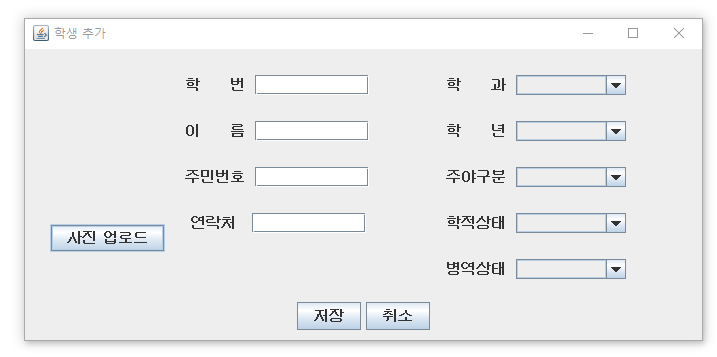 학생 추가
학 번 학 과
이 름 학 년
주민번호 주야구분
연락처 학적상태
사진 업로드
병역상태
저장 취소